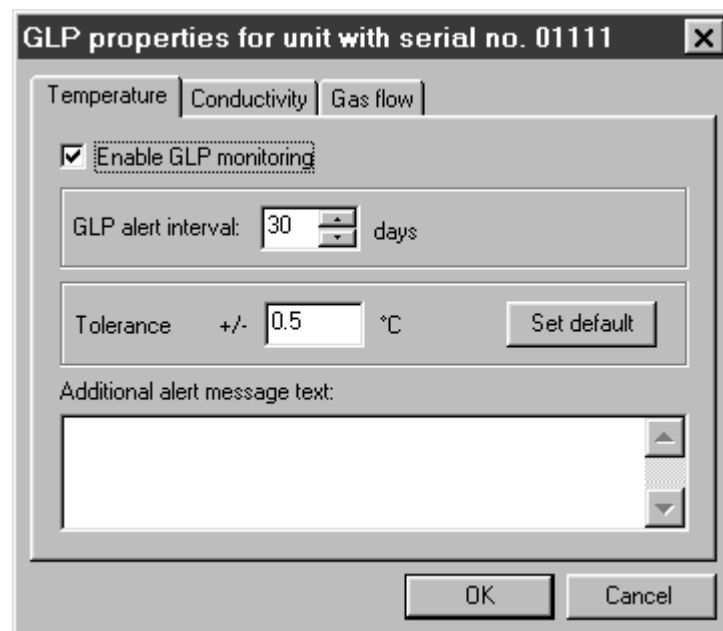 GLP properties for unit with serial no. 01111
Temperature Conductivity Gas flow
Enable GLP monitoring
GLP alert interval: 30 days
Tolerance +/- 0.5 °C Set default
Additional alert message text:
OK Cancel